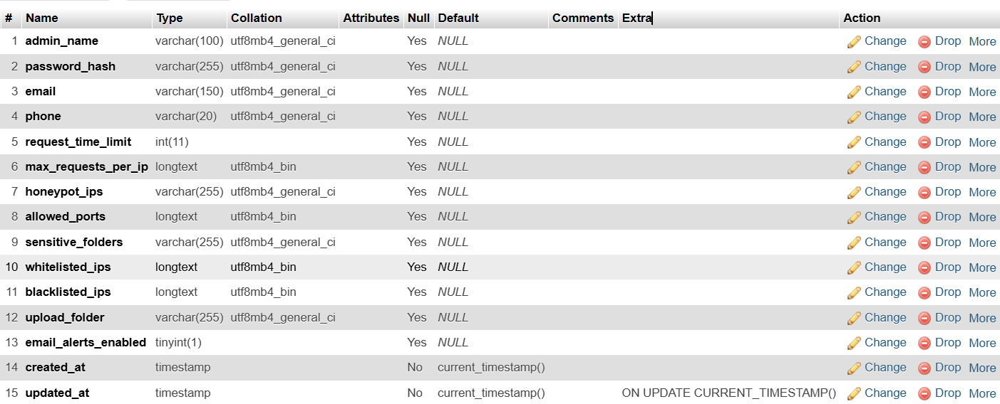 # Name Type Collation Attributes Null Default Comments Extra Action
1 admin_name varchar(100) utf8mb4_general_ci Yes NULL Change Drop More
2 password_hash varchar(255) utf8mb4_general_ci Yes NULL Change Drop More
3 email varchar(150) utf8mb4_general_ci Yes NULL Change Drop More
4 phone varchar(20) utf8mb4_general_ci Yes NULL Change Drop More
5 request_time_limit int(11) Yes NULL Change Drop More
6 max_requests_per_ip longtext utf8mb4_bin Yes NULL Change Drop More
7 honeypot_ips varchar(255) utf8mb4_general_ci Yes NULL Change Drop More
8 allowed_ports longtext utf8mb4_bin Yes NULL Change Drop More
9 sensitive_folders varchar(255) utf8mb4_general_ci Yes NULL Change Drop More
10 whitelisted_ips longtext utf8mb4_bin Yes NULL Change Drop More
11 blacklisted_ips longtext utf8mb4_bin Yes NULL Change Drop More
12 upload_folder varchar(255) utf8mb4_general_ci Yes NULL Change Drop More
13 email_alerts_enabled tinyint(1) Yes NULL Change Drop More
14 created_at timestamp No current_timestamp() Change Drop More
15 updated_at timestamp No current_timestamp() ON UPDATE CURRENT_TIMESTAMP() Change Drop More